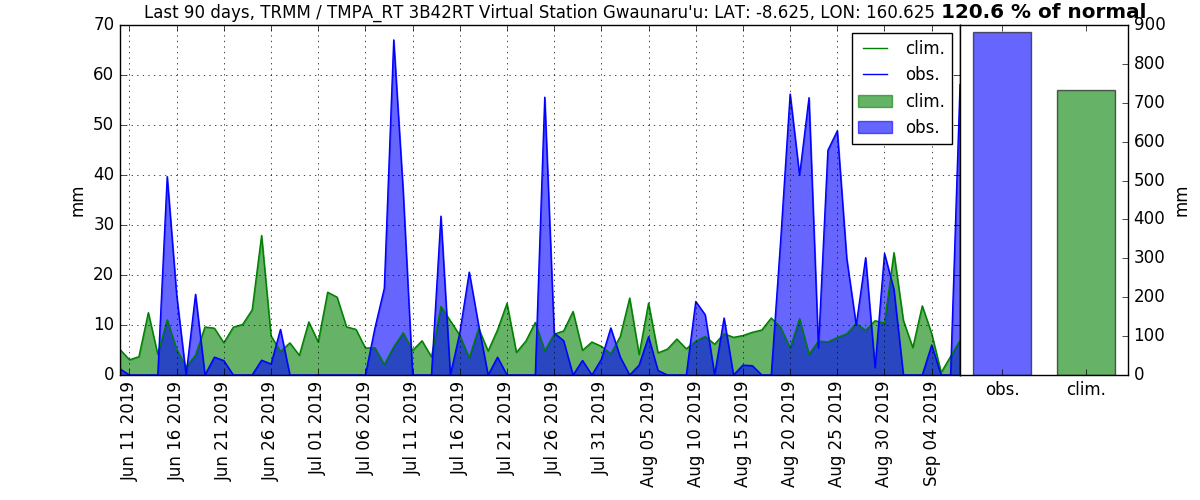 Last 90 days, TRMM / TMPA_RT 3B42RT Virtual Station Gwaunaru'u: LAT: -8.625, LON: 160.625 120.6 % of normal
70
60
50
40
30
20
10
0
mm
clim.
obs.
clim.
obs.
900
800
700
600
500
400
300
200
100
0
mm
Jun 11 2019
Jun 16 2019
Jun 21 2019
Jun 26 2019
Jul 01 2019
Jul 06 2019
Jul 11 2019
Jul 16 2019
Jul 21 2019
Jul 26 2019
Jul 31 2019
Aug 05 2019
Aug 10 2019
Aug 15 2019
Aug 20 2019
Aug 25 2019
Aug 30 2019
Sep 04 2019
obs.
clim.